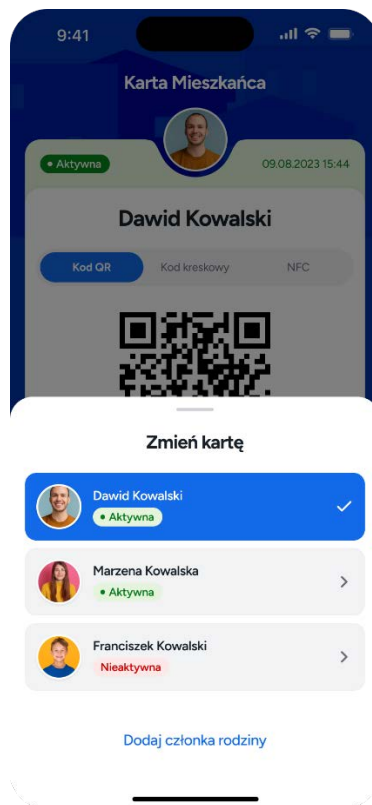 9:41
Karta Mieszkańca
Aktywna
09.08.2023 15:44
Dawid Kowalski
Kod QR
Kod kreskowy
NFC
Zmień kartę
Dawid Kowalski
Aktywna
Marzena Kowalska
Aktywna
Franciszek Kowalski
Nieaktywna
Dodaj członka rodziny